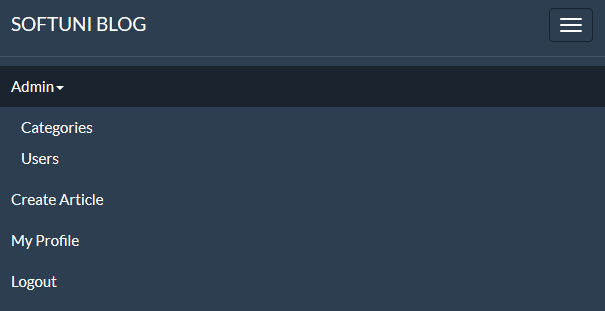 SOFTUNI BLOG
Admin
Categories
Users
Create Article
My Profile
Logout